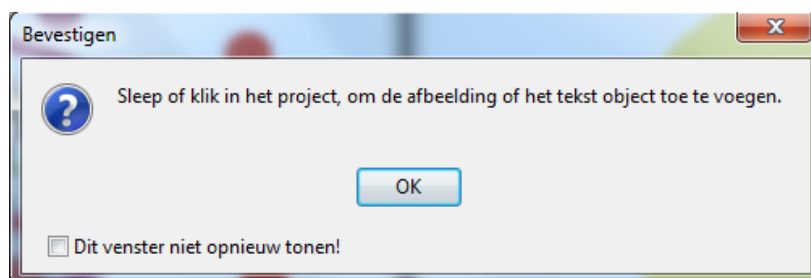 Bevestigen
Sleep of klik in het project, om de afbeelding of het tekst object toe te voegen.
OK
Dit venster niet opnieuw tonen!